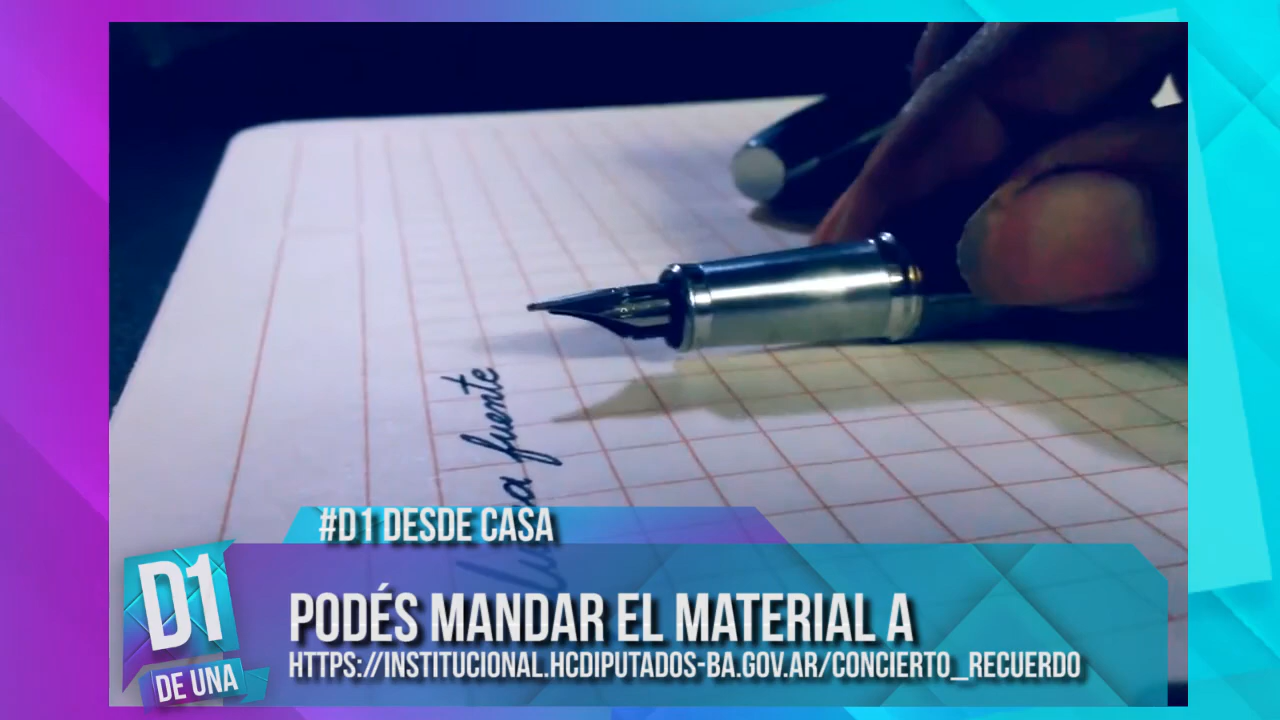 fuente
#D1 DESDE CASA
D1
DE UNA
PODÉS MANDAR EL MATERIAL A
HTTPS://INSTITUCIONAL.HCDIPUTADOS-BA.GOV.AR/CONCIERTO_RECUERDO